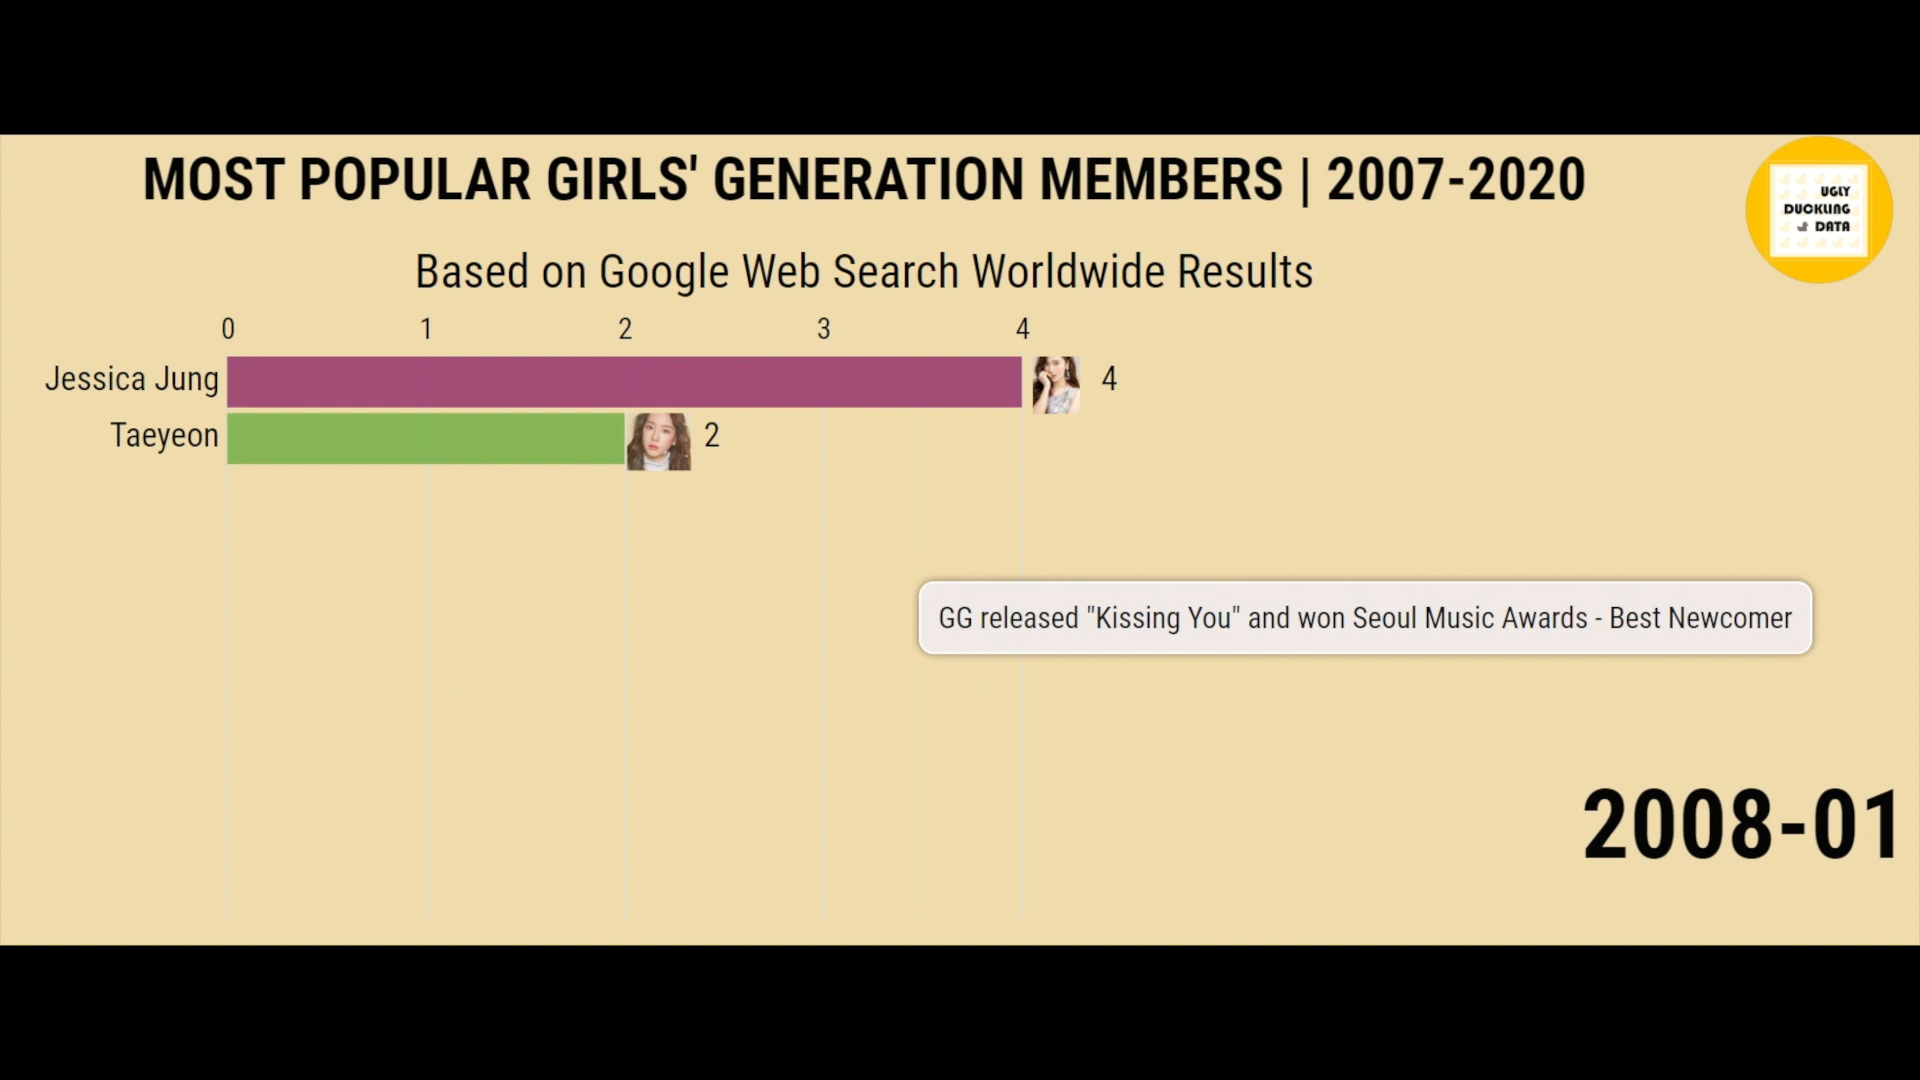 MOST POPULAR GIRLS' GENERATION MEMBERS | 2007-2020
UGLY
DUCKLING
DATA
Based on Google Web Search Worldwide Results
0 1 2 3 4
Jessica Jung 4
Taeyeon 2
GG released "Kissing You" and won Seoul Music Awards - Best Newcomer
2008-01